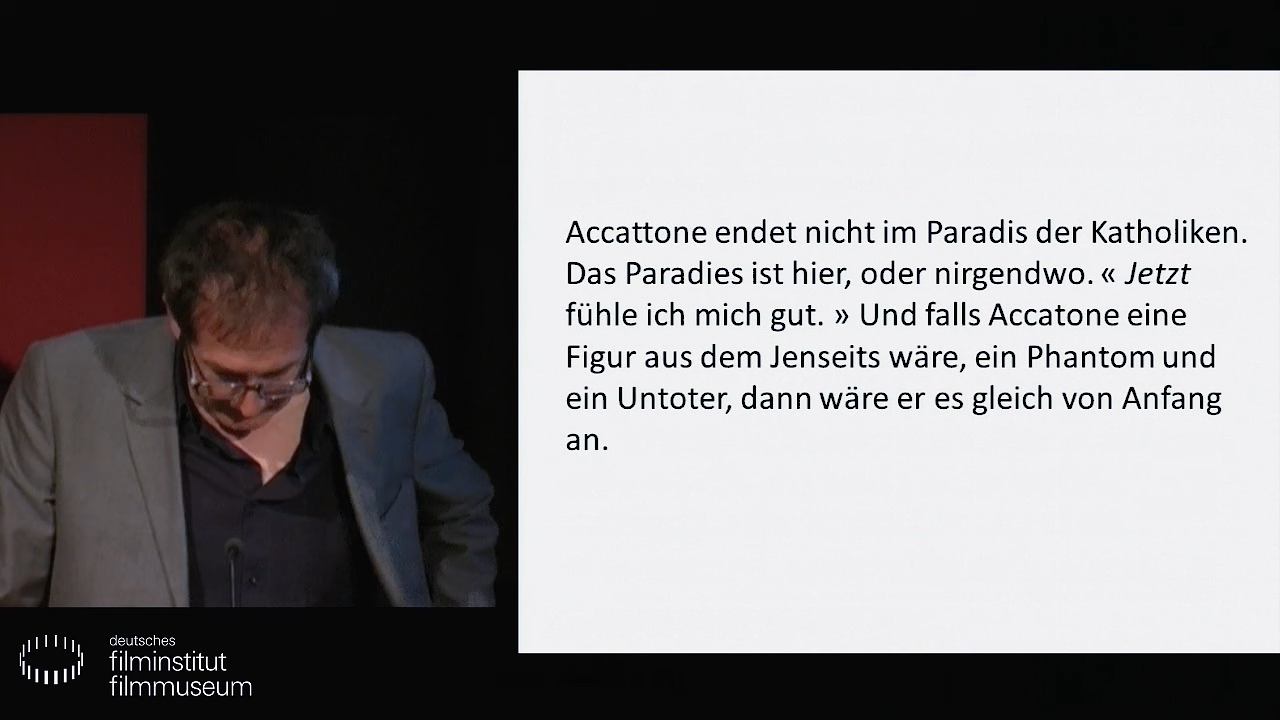 Accattone endet nicht im Paradis der Katholiken.
Das Paradies ist hier, oder nirgendwo. « Jetzt
fühle ich mich gut. » Und falls Accatone eine
Figur aus dem Jenseits wäre, ein Phantom und
ein Untoter, dann wäre er es gleich von Anfang
an.
deutsches
filminstitut
filmmuseum